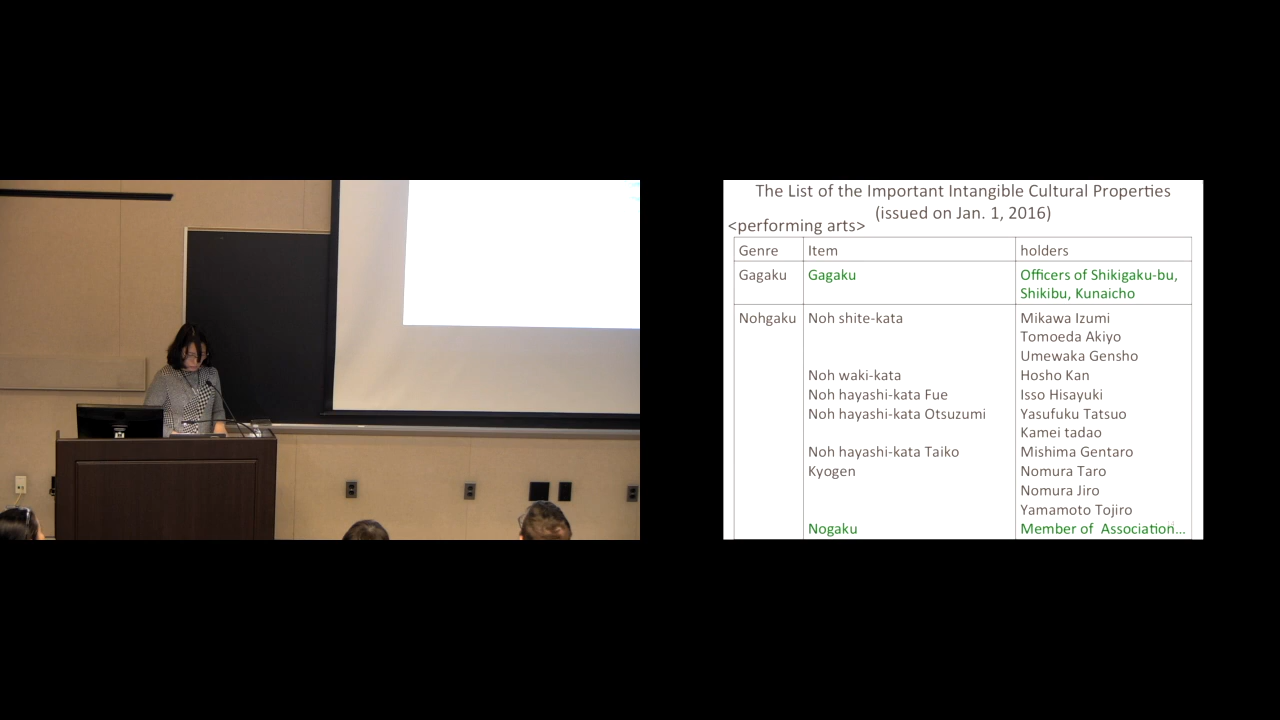 The List of the Important Intangible Cultural Properties
(issued on Jan. 1, 2016)
<performing arts>
Genre Item holders
Gagaku Gagaku Officers of Shikigaku-bu,
Shikibu, Kunaicho
Nohgaku Noh shite-kata Mikawa Izumi
Tomoeda Akiyo
Umewaka Gensho
Noh waki-kata Hosho Kan
Noh hayashi-kata Fue Isso Hisayuki
Noh hayashi-kata Otsuzumi Yasufuku Tatsuo
Kamei tadao
Noh hayashi-kata Taiko Mishima Gentaro
Kyogen Nomura Taro
Nomura Jiro
Yamamoto Tojiro
Nogaku Member of Association...